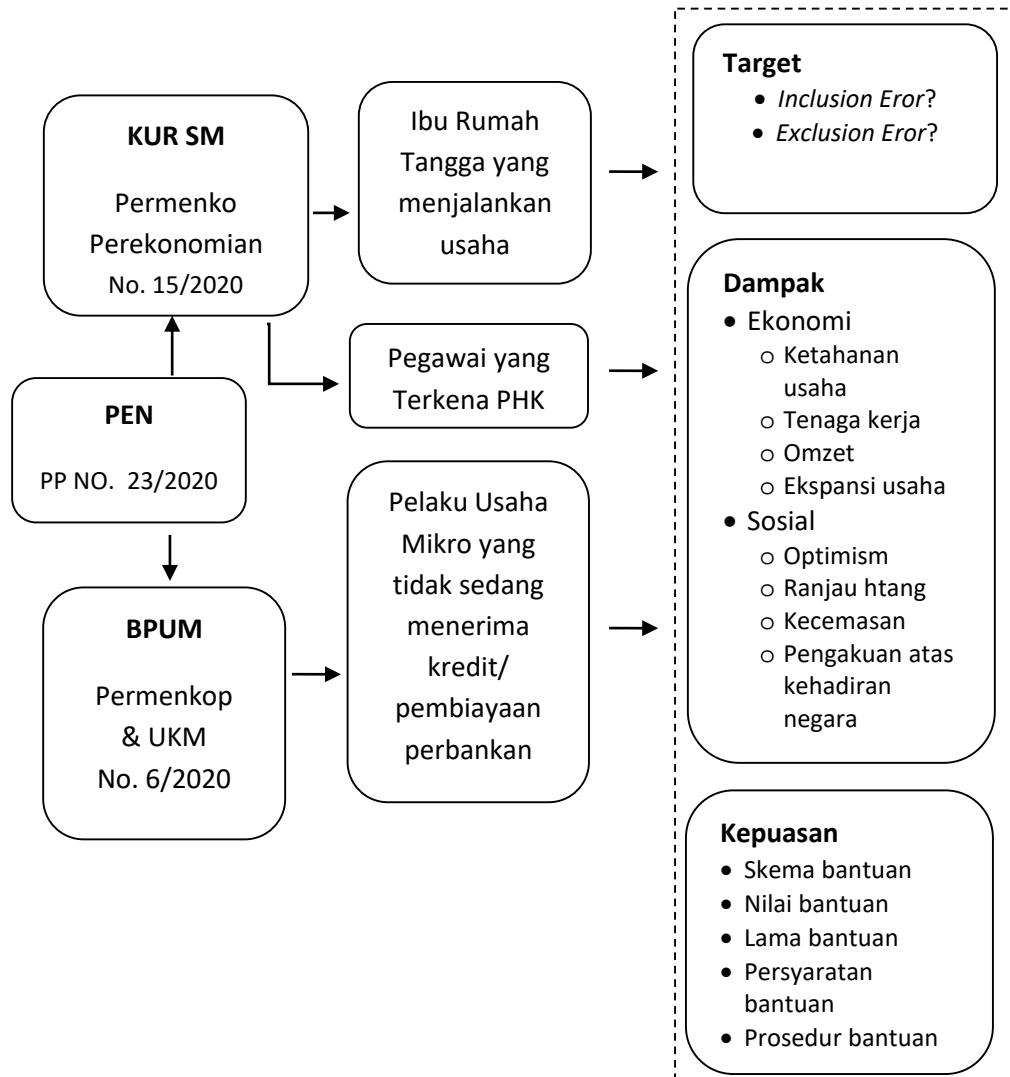 KUR SM
Permenko
Perekonomian
No. 15/2020
PEN
PP NO. 23/2020
BPUM
Permenkop
& UKM
No. 6/2020
Ibu Rumah
Tangga yang
menjalankan
usaha
Pegawai yang
Terkena PHK
Pelaku Usaha
Mikro yang
tidak sedang
menerima
kredit/
pembiayaan
perbankan
Target
• Inclusion Eror?
• Exclusion Eror?
Dampak
• Ekonomi
o Ketahanan
usaha
o Tenaga kerja
o Omzet
o Ekspansi usaha
• Sosial
o Optimism
o Ranjau htang
o Kecemasan
o Pengakuan atas
kehadiran
negara
Kepuasan
• Skema bantuan
• Nilai bantuan
• Lama bantuan
• Persyaratan
bantuan
• Prosedur bantuan